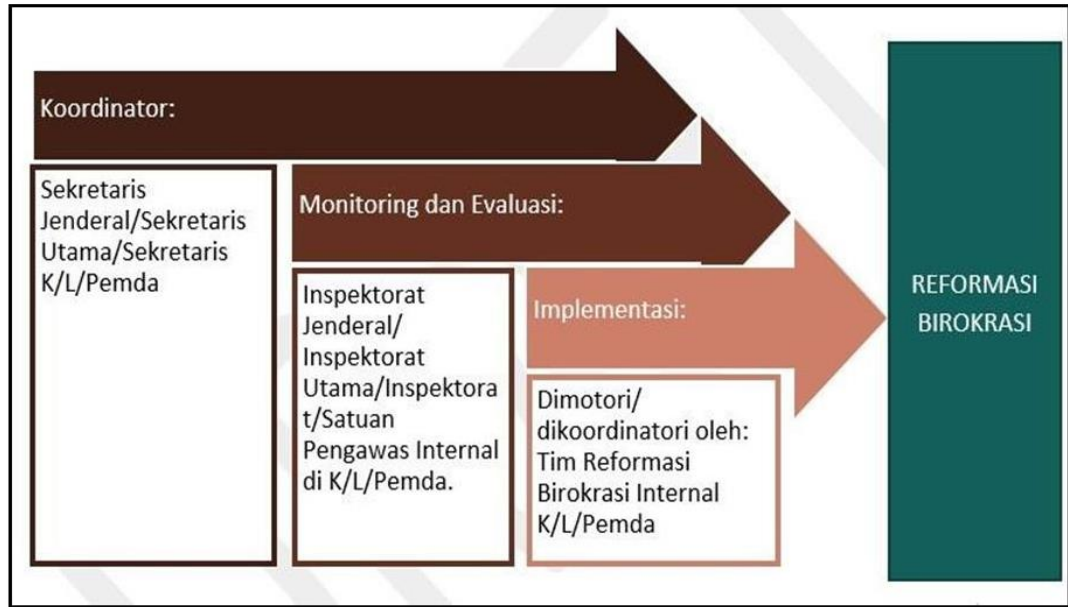 Koordinator:
Sekretaris
Jenderal/Sekretaris
Utama/Sekretaris
K/L/Pemda
Monitoring dan Evaluasi:
Inspektorat
Jenderal/
Inspektorat
Utama/Inspektora
t/Satuan
Pengawas Internal
di K/L/Pemda.
Implementasi:
Dimotori/
dikoordinatori oleh:
Tim Reformasi
Birokrasi Internal
K/L/Pemda
REFORMASI
BIROKRASI